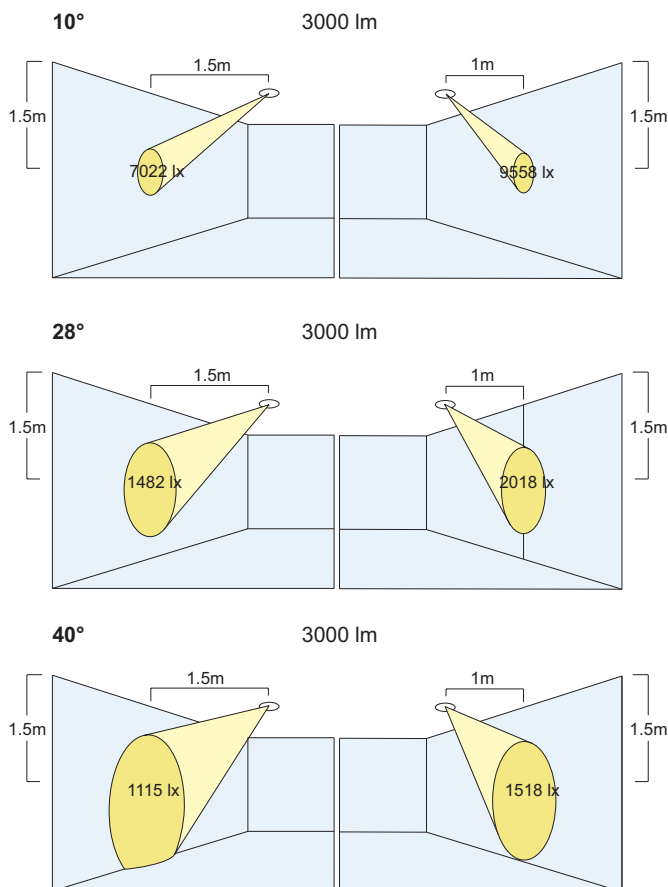 10° 3000 lm
1.5m 1m
1.5m 1.5m
7022 lx 9558 lx
28° 3000 lm
1.5m 1m
1.5m 1.5m
1482 lx 2018 lx
40° 3000 lm
1.5m 1m
1.5m 1.5m
1115 lx 1518 lx